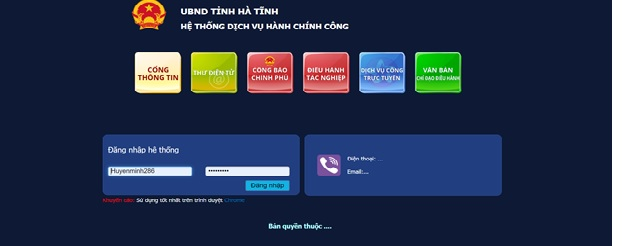 UBND TỈNH HÀ TĨNH
HỆ THỐNG DỊCH VỤ HÀNH CHÍNH CÔNG
CỔNG
THÔNG TIN
THƯ ĐIỆN TỬ
CÔNG BÁO
CHÍNH PHỦ
ĐIỀU HÀNH
TÁC NGHIỆP
DỊCH VỤ CÔNG
TRỰC TUYẾN
VĂN BẢN
CHỈ ĐẠO ĐIỀU HÀNH
Đăng nhập hệ thống
Huyenminh286
•••••••••
Đăng nhập
Điện thoại: ...
Email:...
Khuyến cáo: Sử dụng tốt nhất trên trình duyệt Chrome
Bản quyền thuộc ....